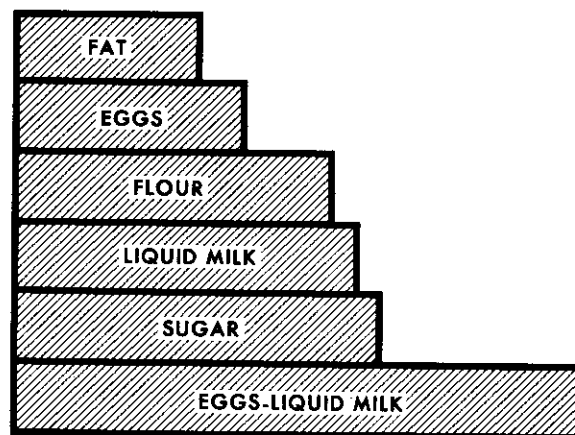 FAT
EGGS
FLOUR
LIQUID MILK
SUGAR
EGGS-LIQUID MILK